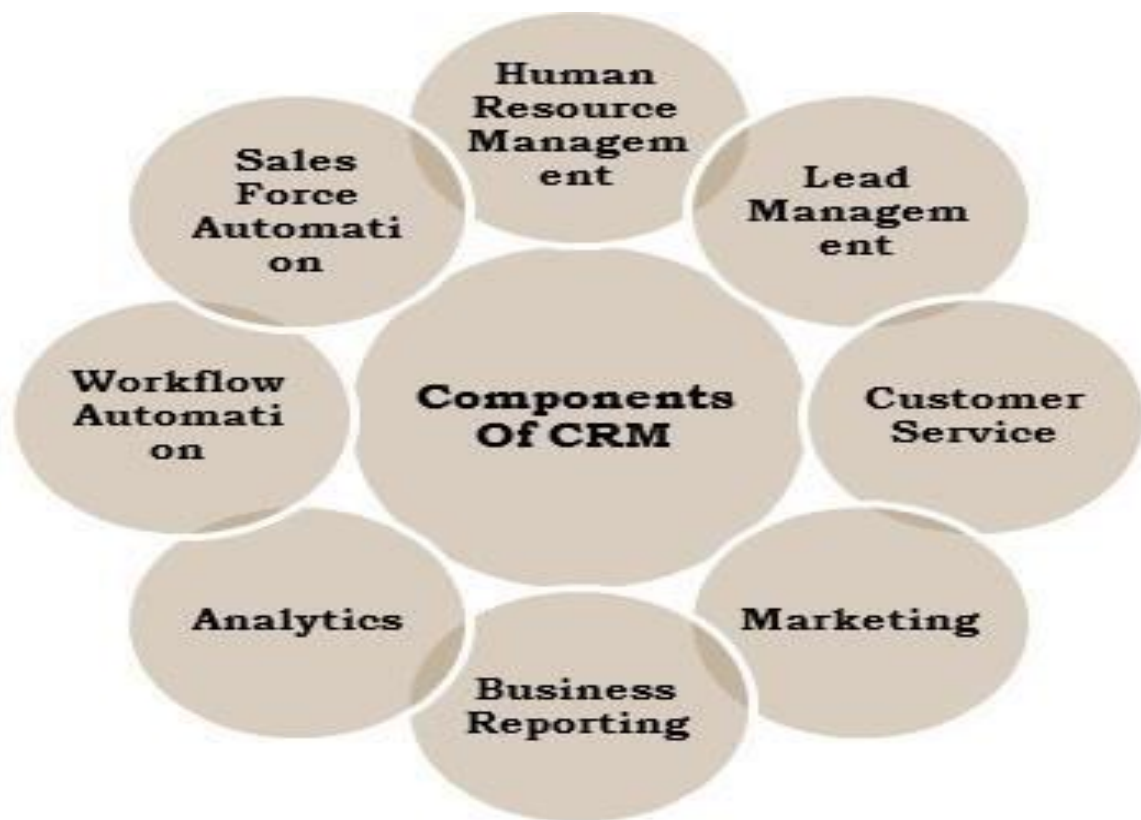 Human
Resource
Managem
ent
Lead
Managem
ent
Customer
Service
Marketing
Business
Reporting
Analytics
Workflow
Automati
on
Sales
Force
Automati
on
Components
Of CRM